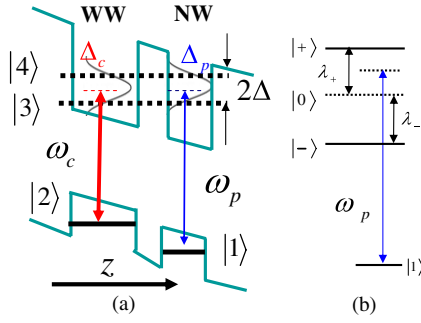 WW NW
|4⟩ Δc Δp
|3⟩ 2Δ
ωc ωp
|2⟩
|1⟩
z
(a)
|+⟩
λ+
|0⟩
λ−
|−⟩
ωp
|1⟩
(b)